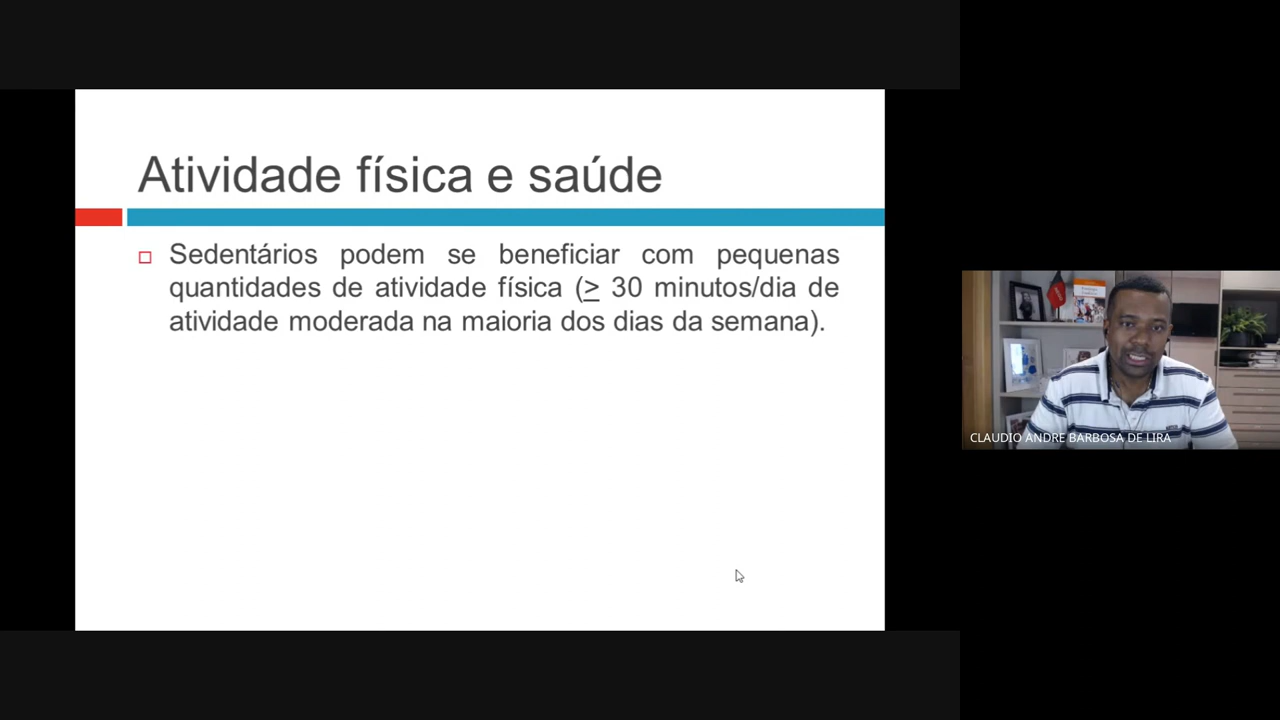 Atividade física e saúde
Sedentários podem se beneficiar com pequenas
quantidades de atividade física (≥ 30 minutos/dia de
atividade moderada na maioria dos dias da semana).
CLAUDIO ANDRE BARBOSA DE LIRA